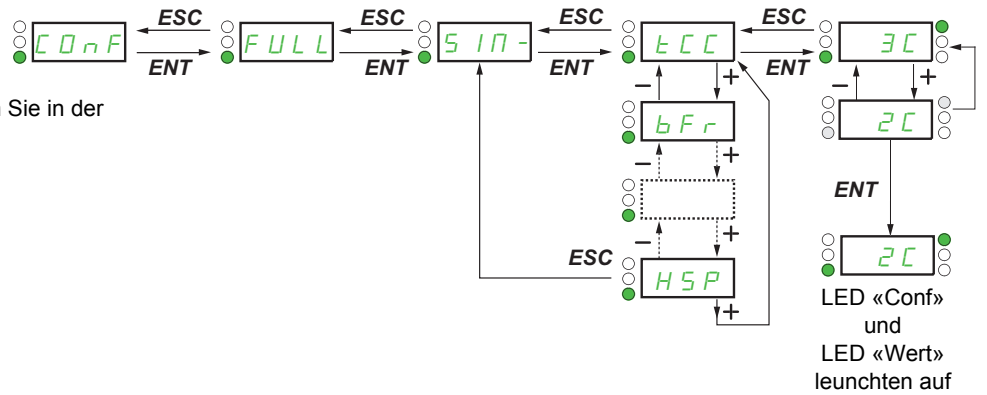 ESC ESC ESC ESC
COnF FULL SIM- tCC 3C
ENT ENT ENT ENT
− +
− +
Sie in der
bFr
2C
− +
ENT
− +
ESC
HSP
2C
+
LED «Conf»
und
LED «Wert»
leunchten auf